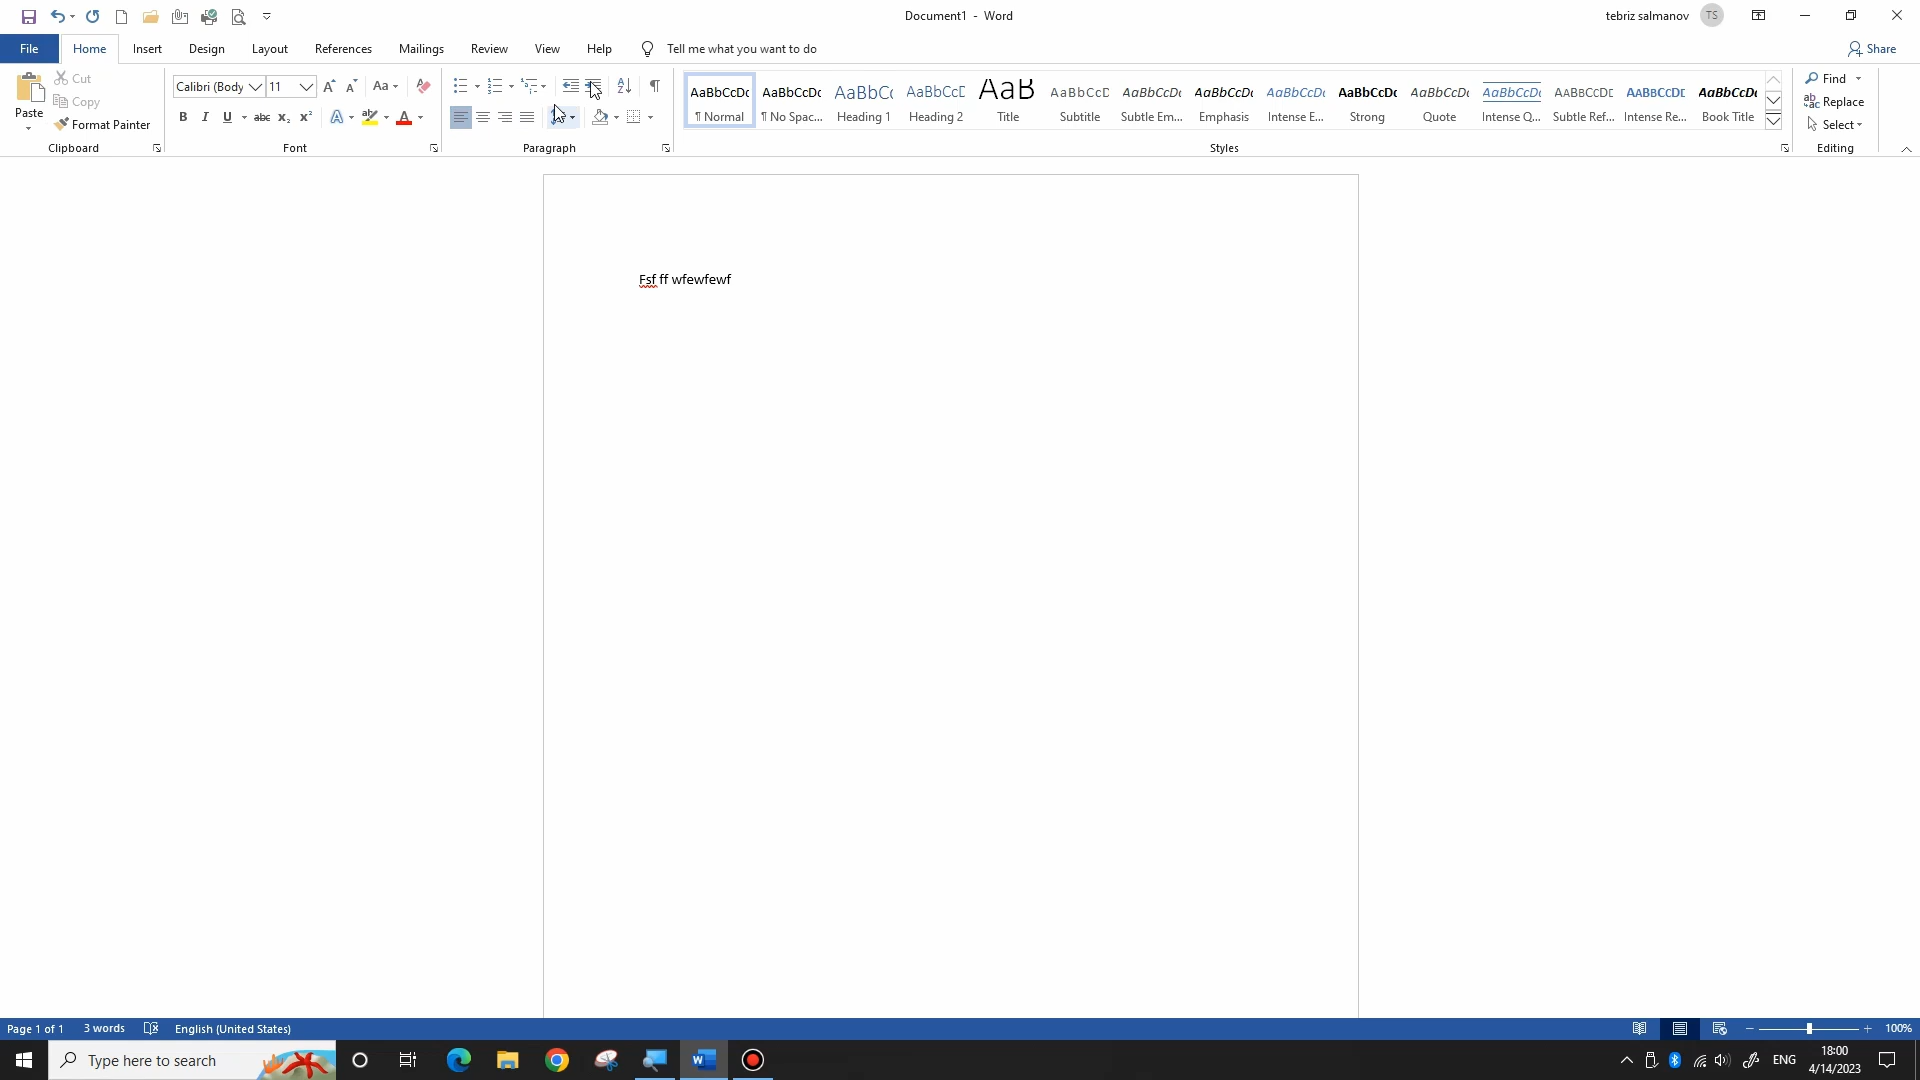 Document1 - Word
tebriz salmanov TS
File Home Insert Design Layout References Mailings Review View Help Tell me what you want to do Share
Paste
Cut
Copy
Format Painter
Clipboard
Calibri (Body 11
Aa
B I U abc x₂ x² A ab A
Font
A Z ¶
Paragraph
AaBbCcDc AaBbCcDc AaBbCc AaBbCcD AaB AaBbCcD AaBbCcDc AaBbCcDc AaBbCcDc AaBbCcDc AaBbCcDc AaBbCcDc AABBCCDE AABBCCDE AaBbCcDc
¶ Normal ¶ No Spac... Heading 1 Heading 2 Title Subtitle Subtle Em... Emphasis Intense E... Strong Quote Intense Q... Subtle Ref... Intense Re... Book Title
Styles
Find
Replace
Select
Editing
Fsf ff wfewfewf
Page 1 of 1 3 words English (United States) 100%
Type here to search
ENG
18:00
4/14/2023